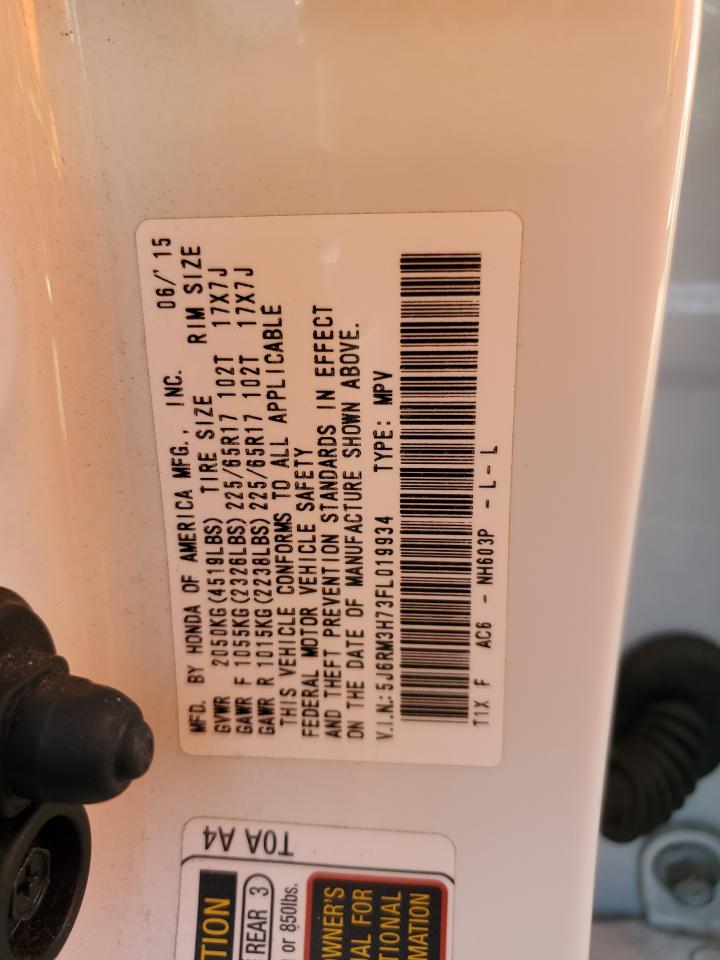 MFD. BY HONDA OF AMERICA MFG., INC. 06/'15
GVWR 2050KG(4519LBS) TIRE SIZE RIM SIZE
GAWR F 1055KG(2326LBS) 225/65R17 102T 17X7J
GAWR R 1015KG(2238LBS) 225/65R17 102T 17X7J
THIS VEHICLE CONFORMS TO ALL APPLICABLE
FEDERAL MOTOR VEHICLE SAFETY
AND THEFT PREVENTION STANDARDS IN EFFECT
ON THE DATE OF MANUFACTURE SHOWN ABOVE.
V.I.N.:5J6RM3H73FL019934 TYPE: MPV
T1X F AC6 - NH603P - L-L
T0A A4
TION
REAR 3
or 850lbs.
OWNER'S
AL FOR
TIONAL
MATION